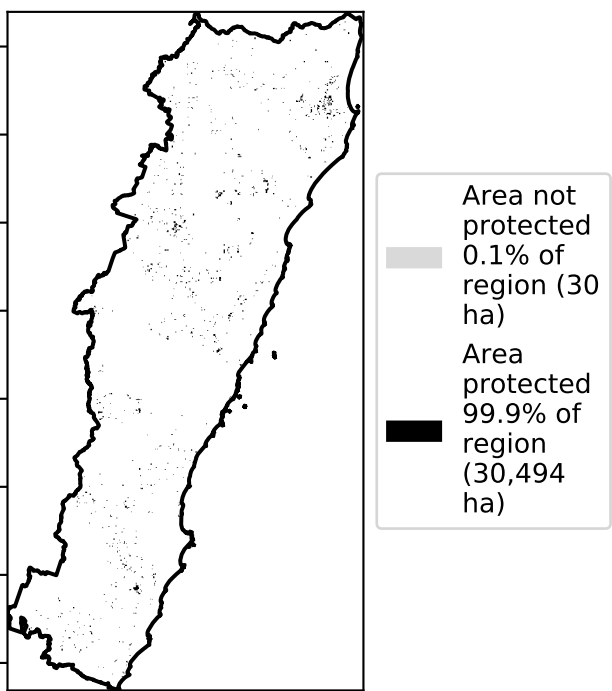 Area not
protected
0.1% of
region (30
ha)
Area
protected
99.9% of
region
(30,494
ha)